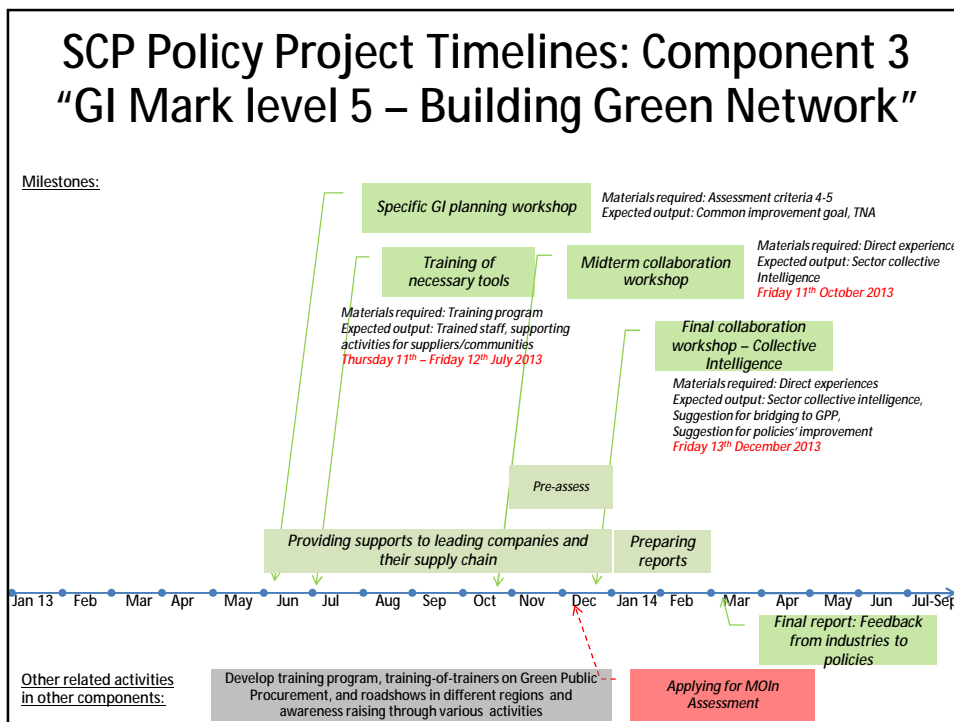 SCP Policy Project Timelines: Component 3
“GI Mark level 5 – Building Green Network”
Milestones:
Specific GI planning workshop
Materials required: Assessment criteria 4-5
Expected output: Common improvement goal, TNA
Training of
necessary tools
Materials required: Training program
Expected output: Trained staff, supporting
activities for suppliers/communities
Thursday 11th – Friday 12th July 2013
Midterm collaboration
workshop
Materials required: Direct experience
Expected output: Sector collective
Intelligence
Friday 11th October 2013
Final collaboration
workshop – Collective
Intelligence
Materials required: Direct experiences
Expected output: Sector collective intelligence,
Suggestion for bridging to GPP,
Suggestion for policies’ improvement
Friday 13th December 2013
Pre-assess
Providing supports to leading companies and
their supply chain
Preparing
reports
Jan 13 Feb Mar Apr May Jun Jul Aug Sep Oct Nov Dec Jan 14 Feb Mar Apr May Jun Jul-Sep
Final report: Feedback
from industries to
policies
Other related activities
in other components:
Develop training program, training-of-trainers on Green Public
Procurement, and roadshows in different regions and
awareness raising through various activities
Applying for MOIn
Assessment